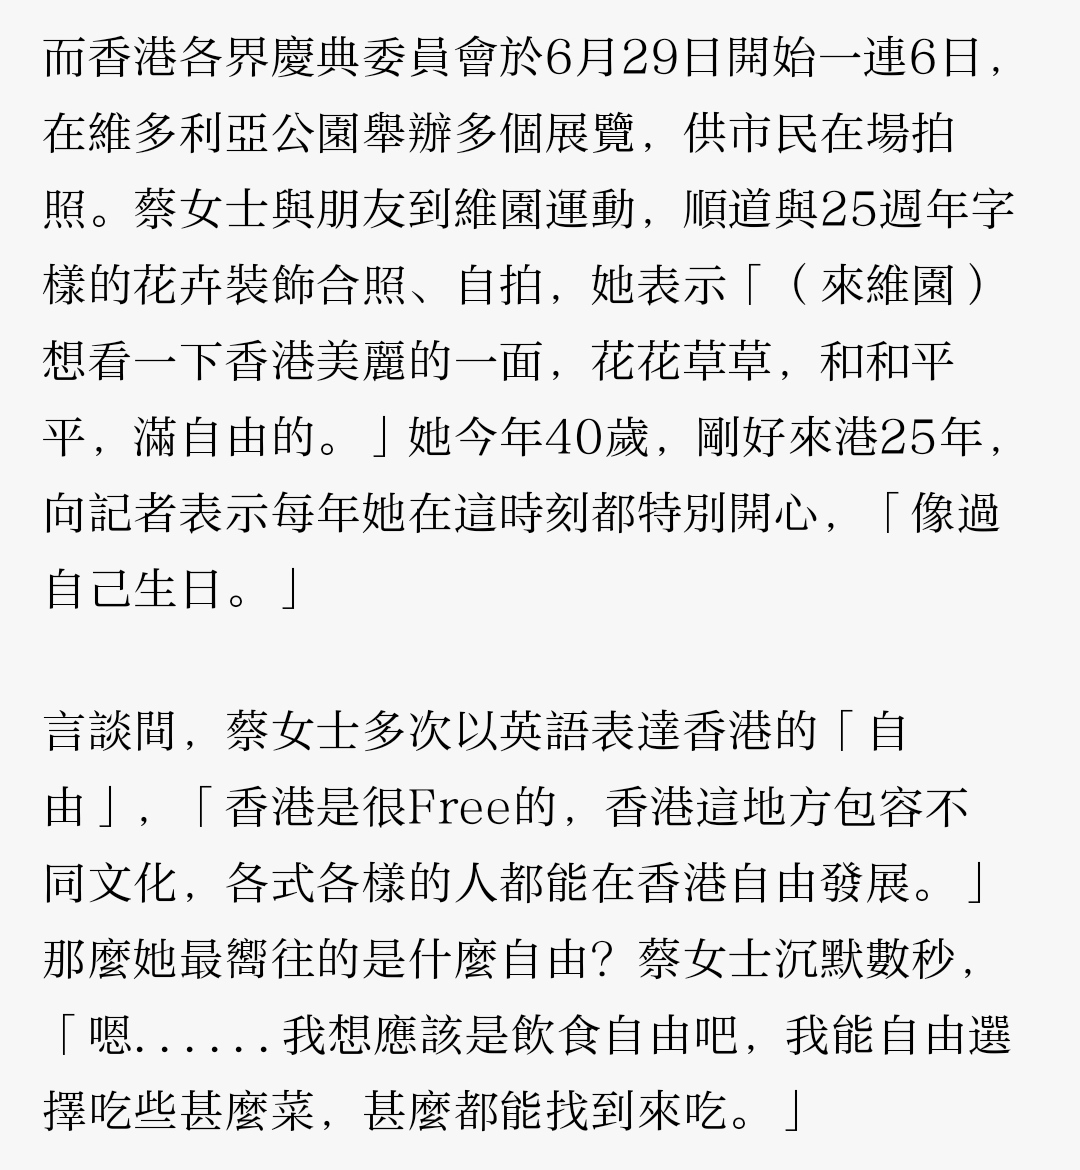 而香港各界慶典委員會於6月29日開始一連6日，
在維多利亞公園舉辦多個展覽，供市民在場拍
照。蔡女士與朋友到維園運動，順道與25週年字
樣的花卉裝飾合照、自拍，她表示「（來維園）
想看一下香港美麗的一面，花花草草，和和平
平，滿自由的。」她今年40歲，剛好來港25年，
向記者表示每年她在這時刻都特別開心，「像過
自己生日。」
言談間，蔡女士多次以英語表達香港的「自
由」，「香港是很Free的，香港這地方包容不
同文化，各式各樣的人都能在香港自由發展。」
那麼她最嚮往的是什麼自由？蔡女士沉默數秒，
「嗯......我想應該是飲食自由吧，我能自由選
擇吃些甚麼菜，甚麼都能找到來吃。」